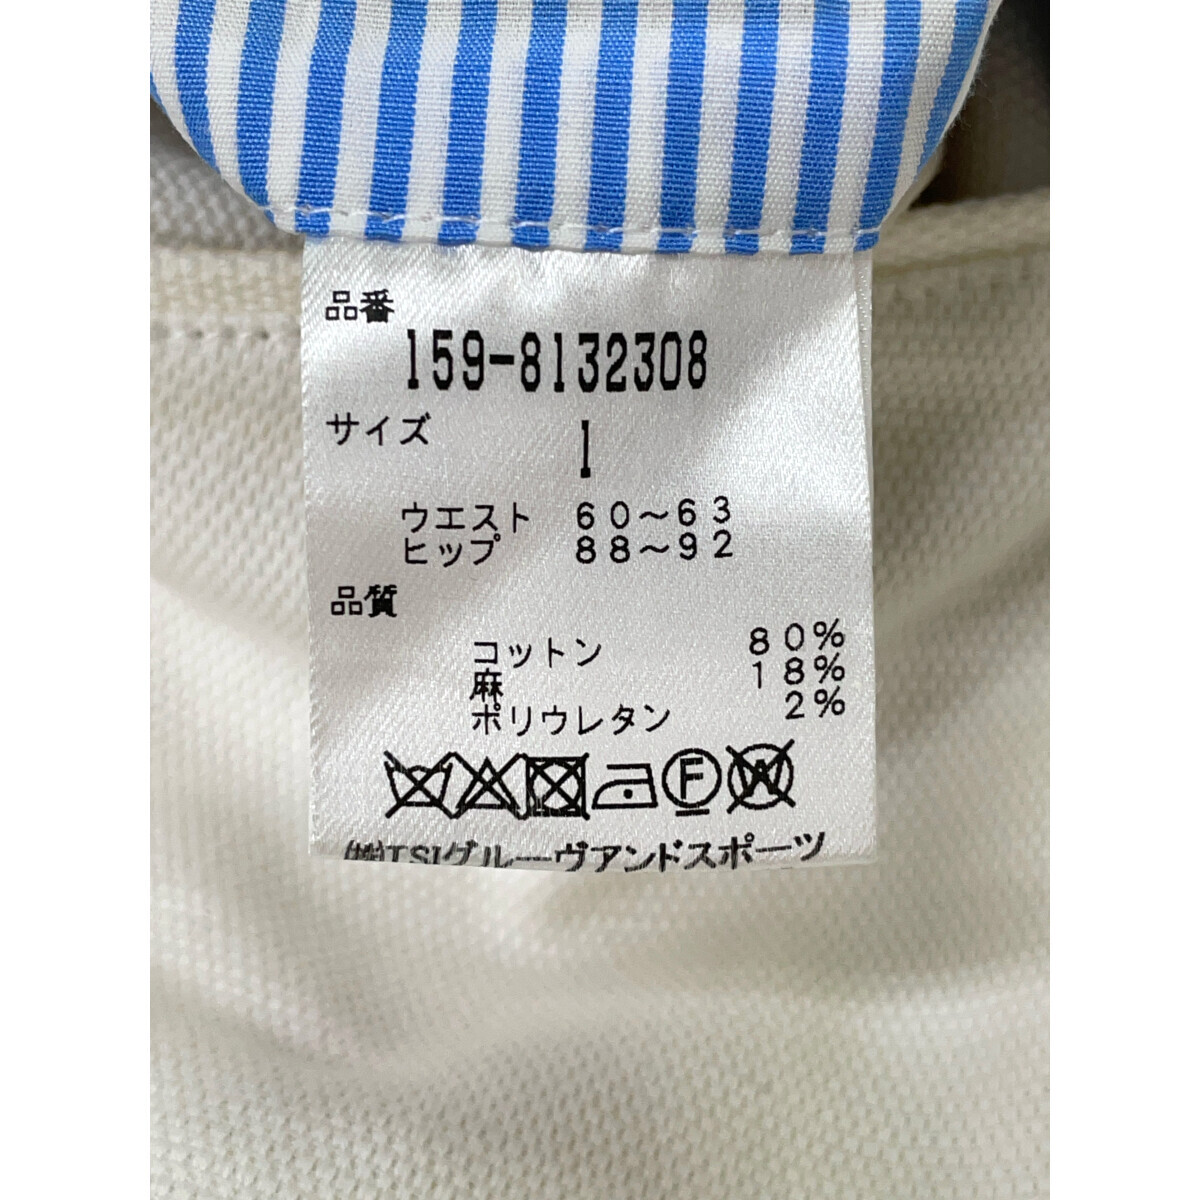 品番
159-8132308
サイズ
1
ウエスト 60～63
ヒップ 88～92
品質
コットン 80%
麻 18%
ポリウレタン 2%
F
W
㈱TSIグルーヴアンドスポーツ